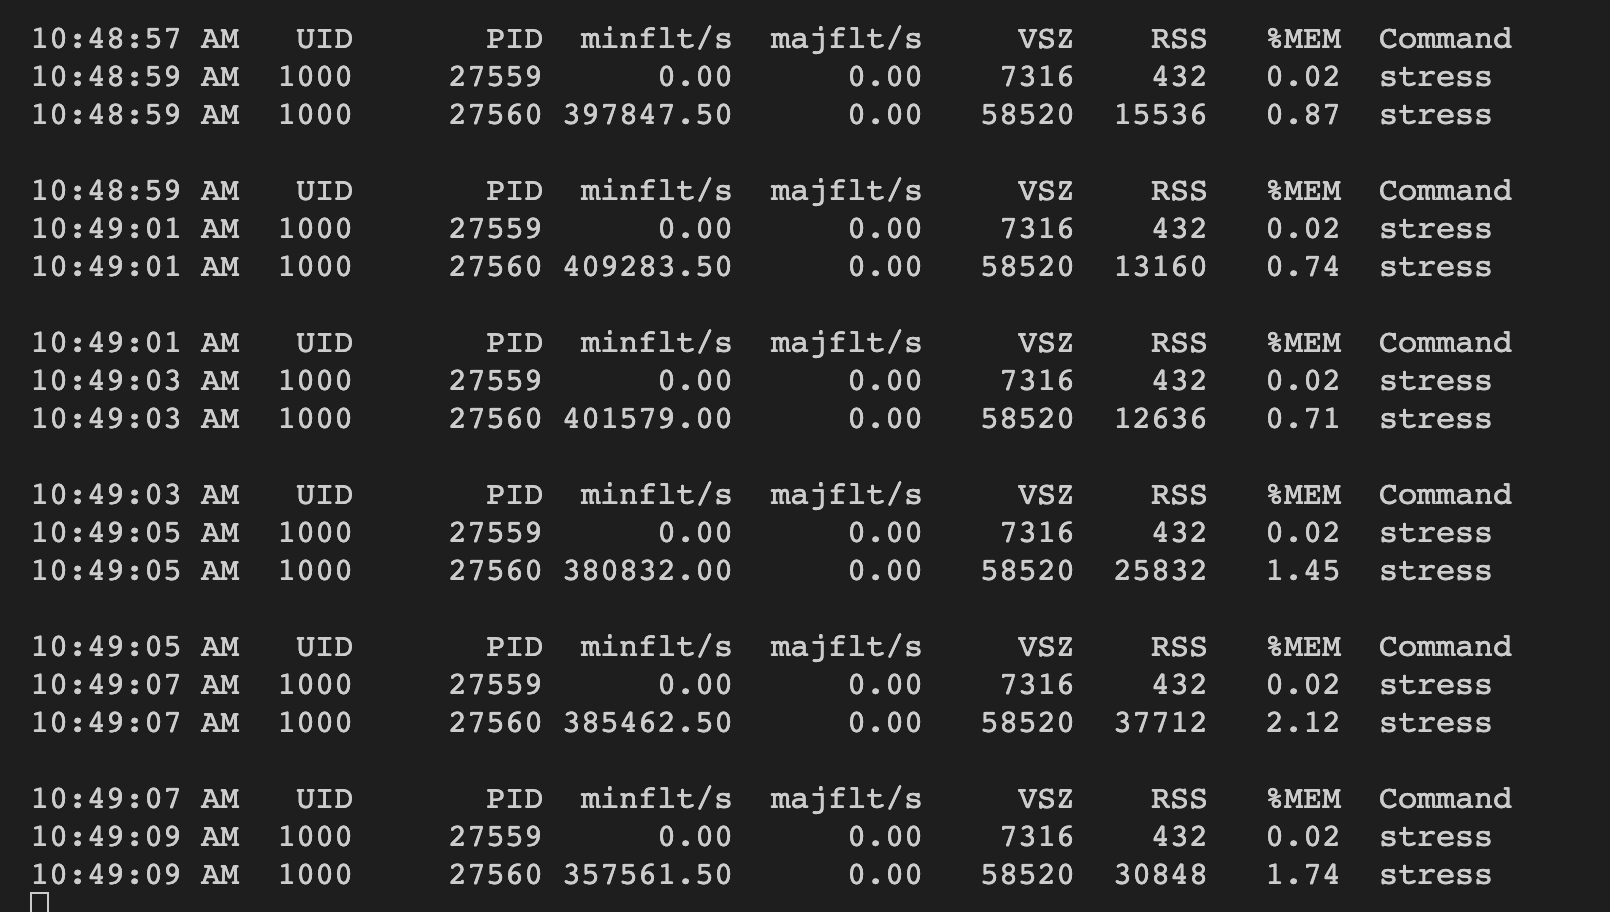 10:48:57 AM   UID       PID  minflt/s  majflt/s     VSZ    RSS   %MEM  Command
10:48:59 AM  1000     27559      0.00      0.00    7316    432   0.02  stress
10:48:59 AM  1000     27560 397847.50      0.00   58520  15536   0.87  stress

10:48:59 AM   UID       PID  minflt/s  majflt/s     VSZ    RSS   %MEM  Command
10:49:01 AM  1000     27559      0.00      0.00    7316    432   0.02  stress
10:49:01 AM  1000     27560 409283.50      0.00   58520  13160   0.74  stress

10:49:01 AM   UID       PID  minflt/s  majflt/s     VSZ    RSS   %MEM  Command
10:49:03 AM  1000     27559      0.00      0.00    7316    432   0.02  stress
10:49:03 AM  1000     27560 401579.00      0.00   58520  12636   0.71  stress

10:49:03 AM   UID       PID  minflt/s  majflt/s     VSZ    RSS   %MEM  Command
10:49:05 AM  1000     27559      0.00      0.00    7316    432   0.02  stress
10:49:05 AM  1000     27560 380832.00      0.00   58520  25832   1.45  stress

10:49:05 AM   UID       PID  minflt/s  majflt/s     VSZ    RSS   %MEM  Command
10:49:07 AM  1000     27559      0.00      0.00    7316    432   0.02  stress
10:49:07 AM  1000     27560 385462.50      0.00   58520  37712   2.12  stress

10:49:07 AM   UID       PID  minflt/s  majflt/s     VSZ    RSS   %MEM  Command
10:49:09 AM  1000     27559      0.00      0.00    7316    432   0.02  stress
10:49:09 AM  1000     27560 357561.50      0.00   58520  30848   1.74  stress